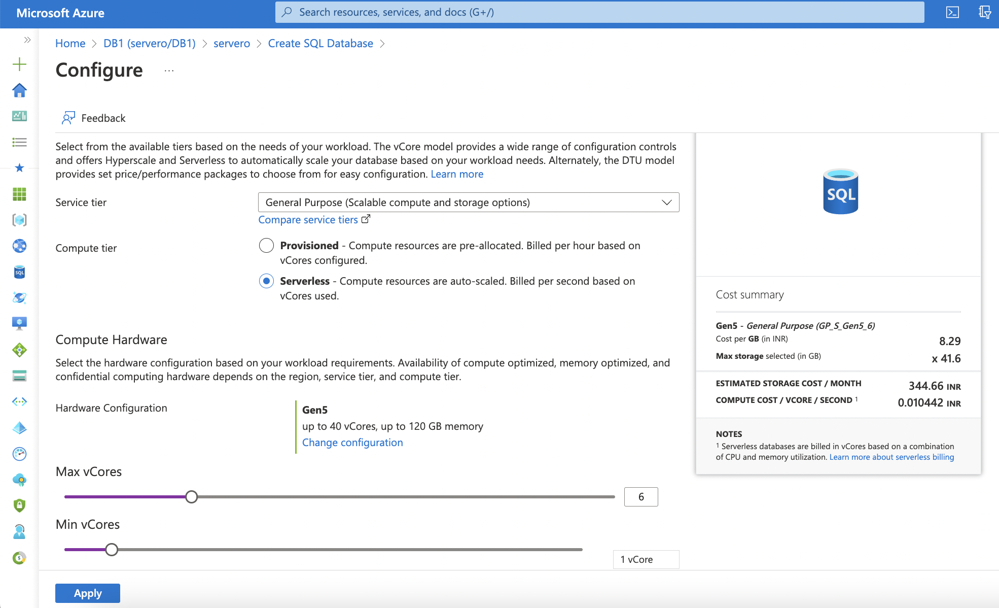 Microsoft Azure
Search resources, services, and docs (G+/)
Home > DB1 (servero/DB1) > servero > Create SQL Database >
Configure ...
Feedback
Select from the available tiers based on the needs of your workload. The vCore model provides a wide range of configuration controls
and offers Hyperscale and Serverless to automatically scale your database based on your workload needs. Alternately, the DTU model
provides set price/performance packages to choose from for easy configuration. Learn more
Service tier
General Purpose (Scalable compute and storage options)
Compare service tiers
Compute tier
Provisioned - Compute resources are pre-allocated. Billed per hour based on
vCores configured.
Serverless - Compute resources are auto-scaled. Billed per second based on
vCores used.
Compute Hardware
Select the hardware configuration based on your workload requirements. Availability of compute optimized, memory optimized, and
confidential computing hardware depends on the region, service tier, and compute tier.
Hardware Configuration
Gen5
up to 40 vCores, up to 120 GB memory
Change configuration
Max vCores
6
Min vCores
1 vCore
Apply
SQL
SQL
Cost summary
Gen5 - General Purpose (GP_S_Gen5_6)
Cost per GB (in INR) 8.29
Max storage selected (in GB) x 41.6
ESTIMATED STORAGE COST / MONTH 344.66 INR
COMPUTE COST / VCORE / SECOND ¹ 0.010442 INR
NOTES
¹ Serverless databases are billed in vCores based on a combination
of CPU and memory utilization. Learn more about serverless billing